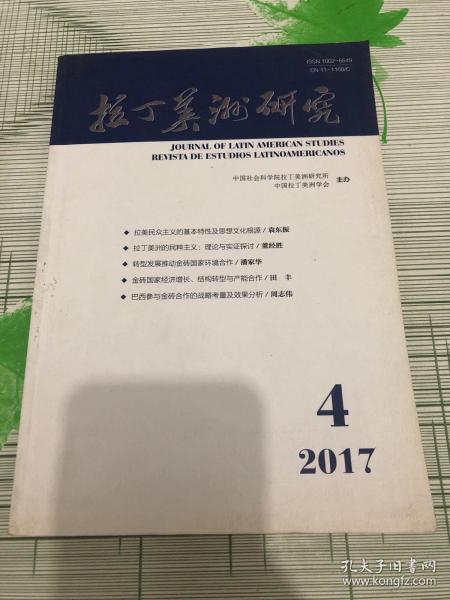 ISSN 1002-6649
CN 11-1160/C
拉丁美洲研究
JOURNAL OF LATIN AMERICAN STUDIES
REVISTA DE ESTUDIOS LATINOAMERICANOS
中国社会科学院拉丁美洲研究所
中国拉丁美洲学会
主办
◆ 拉美民众主义的基本特性及思想文化根源 / 袁东振
◆ 拉丁美洲的民粹主义：理论与实证探讨 / 董经胜
◆ 转型发展推动金砖国家环境合作 / 潘家华
◆ 金砖国家经济增长、结构转型与产能合作 / 田 丰
◆ 巴西参与金砖合作的战略考量及效果分析 / 周志伟
4
2017
孔夫子旧书网
www.kongfz.com